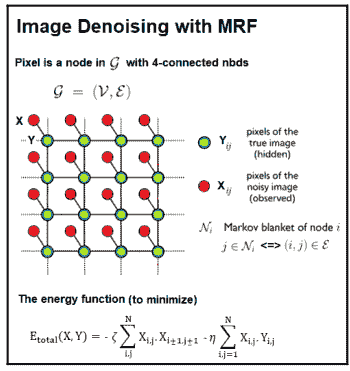 Image Denoising with MRF
Pixel is a node in 𝒢 with 4-connected nbds
𝒢 = (𝒱, ℰ)
X
Y
Y_ij pixels of the
true image
(hidden)
X_ij pixels of the
noisy image
(observed)
𝒩_i Markov blanket of node i
j ∈ 𝒩_i <=> (i, j) ∈ ℰ
The energy function (to minimize)
E_total(X, Y) = - ζ ∑_{i,j}^{N} X_{i,j}. X_{i±1,j±1} - η ∑_{i,j=1}^{N} X_{i,j}. Y_{i,j}